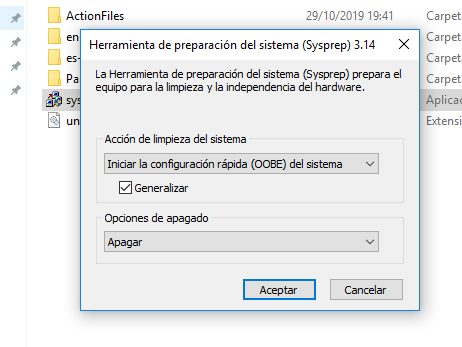 ActionFiles 29/10/2019 19:41 Carpet
en
Carpet
es-
Carpet
Pa
Carpet
sys
Aplica
un
Extensi
Herramienta de preparación del sistema (Sysprep) 3.14
La Herramienta de preparación del sistema (Sysprep) prepara el
equipo para la limpieza y la independencia del hardware.
Acción de limpieza del sistema
Iniciar la configuración rápida (OOBE) del sistema
Generalizar
Opciones de apagado
Apagar
Aceptar Cancelar